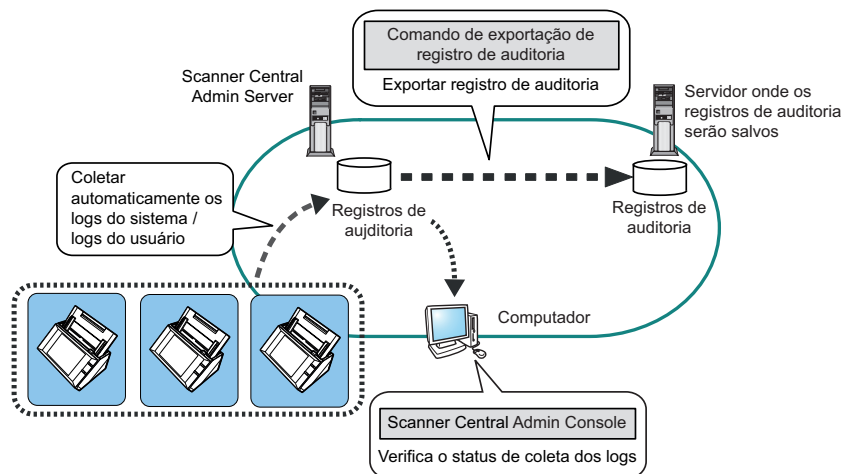 Comando de exportação de
registro de auditoria
Exportar registro de auditoria
Scanner Central
Admin Server
Servidor onde os
registros de auditoria
serão salvos
Coletar
automaticamente os
logs do sistema /
logs do usuário
Registros de
aujditoria
Registros de
auditoria
Computador
Scanner Central Admin Console
Verifica o status de coleta dos logs